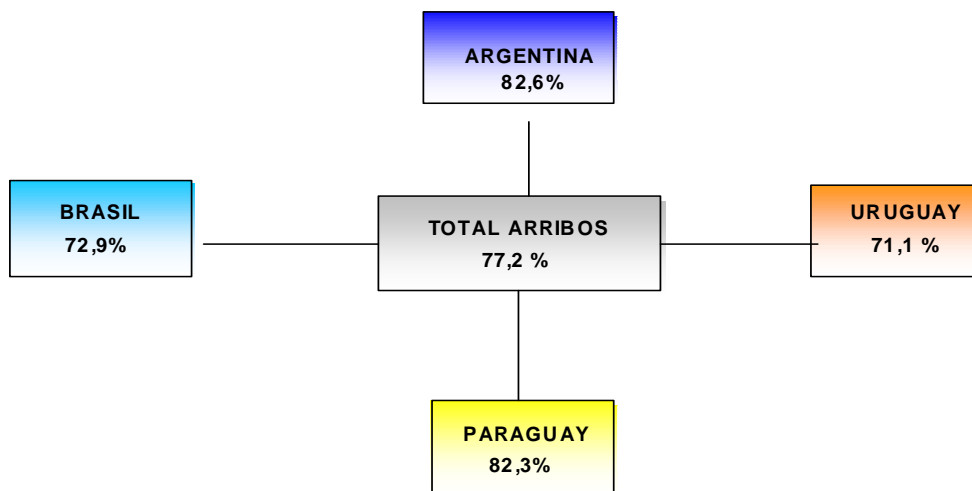 ARGENTINA
82,6%
BRASIL
72,9%
TOTAL ARRIBOS
77,2 %
URUGUAY
71,1 %
PARAGUAY
82,3%